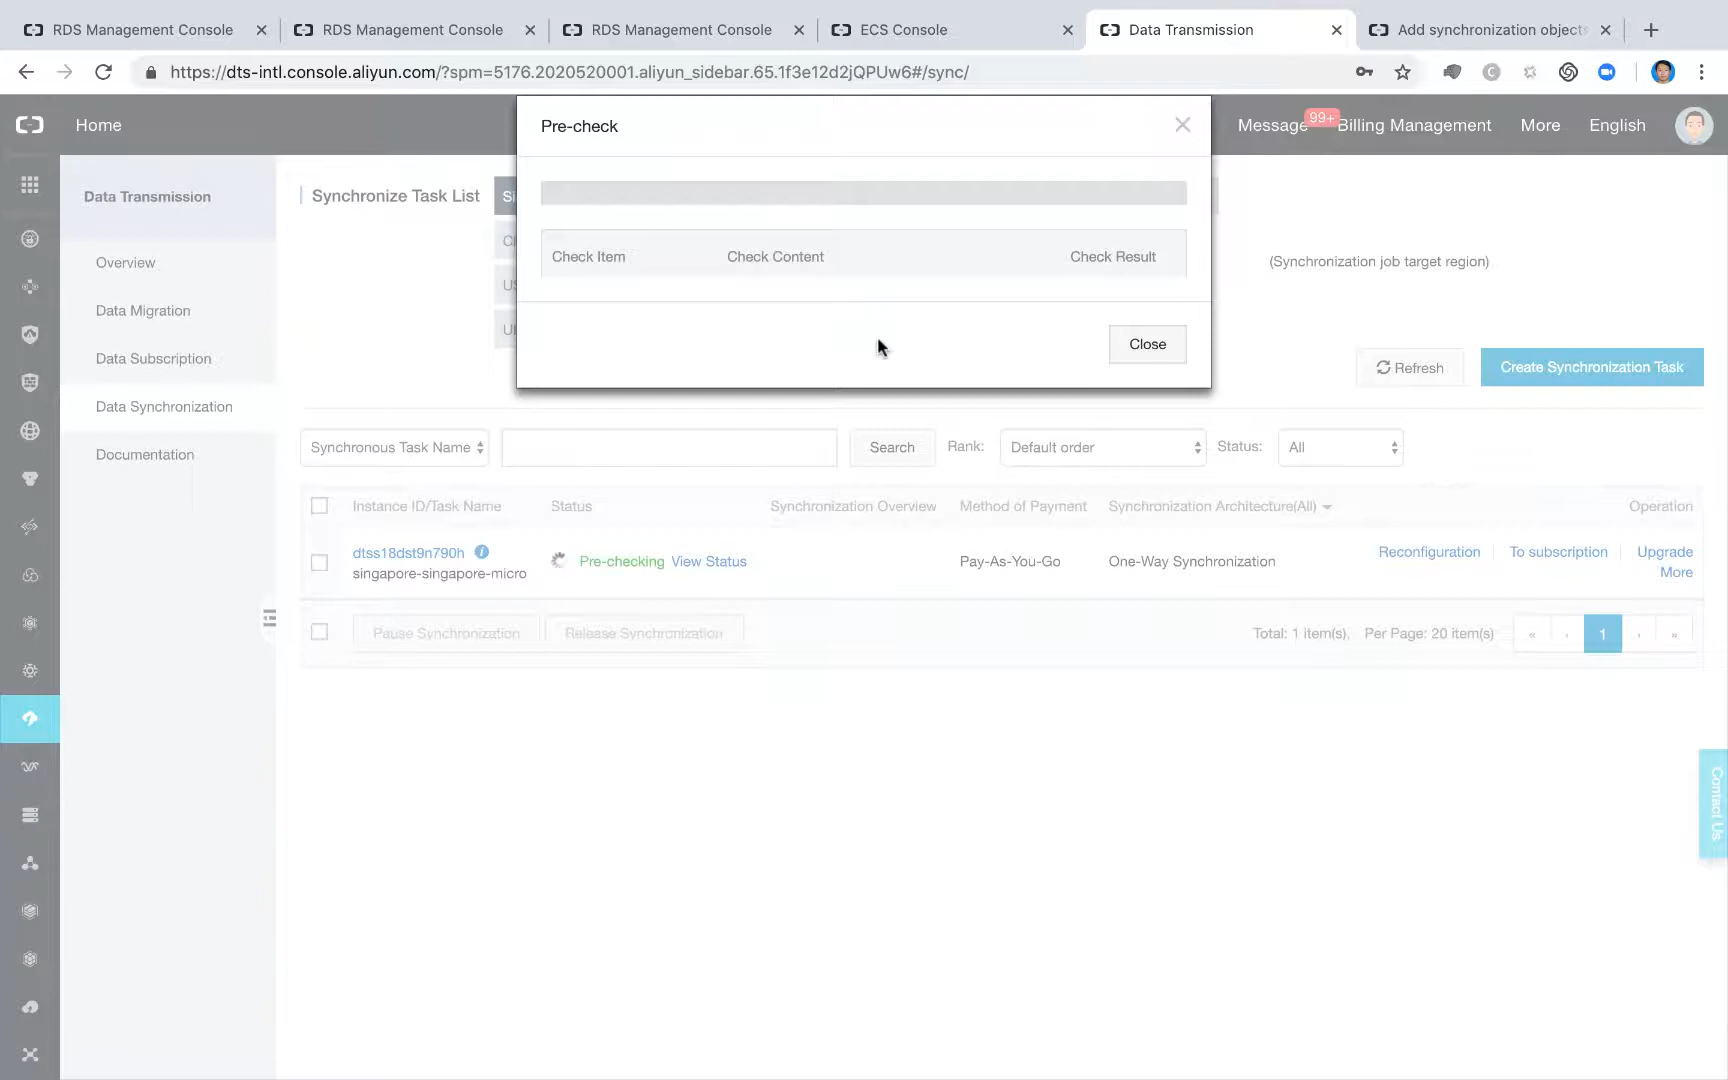 RDS Management Console
RDS Management Console
RDS Management Console
ECS Console
Data Transmission
Add synchronization objects
https://dts-intl.console.aliyun.com/?spm=5176.2020520001.aliyun_sidebar.65.1f3e12d2jQPUw6#/sync/
Home
Pre-check
Message
99+
Billing Management
More
English
Data Transmission
Synchronize Task List
Check Item
Check Content
Check Result
(Synchronization job target region)
Close
Overview
Data Migration
Data Subscription
Data Synchronization
Documentation
Refresh
Create Synchronization Task
Synchronous Task Name
Search
Rank:
Default order
Status:
All
Instance ID/Task Name
Status
Synchronization Overview
Method of Payment
Synchronization Architecture(All)
Operation
dtss18dst9n790h
singapore-singapore-micro
Pre-checking View Status
Pay-As-You-Go
One-Way Synchronization
Reconfiguration
To subscription
Upgrade
More
Pause Synchronization
Release Synchronization
Total: 1 item(s),
Per Page: 20 item(s)
« ‹ 1 › »
Contact Us